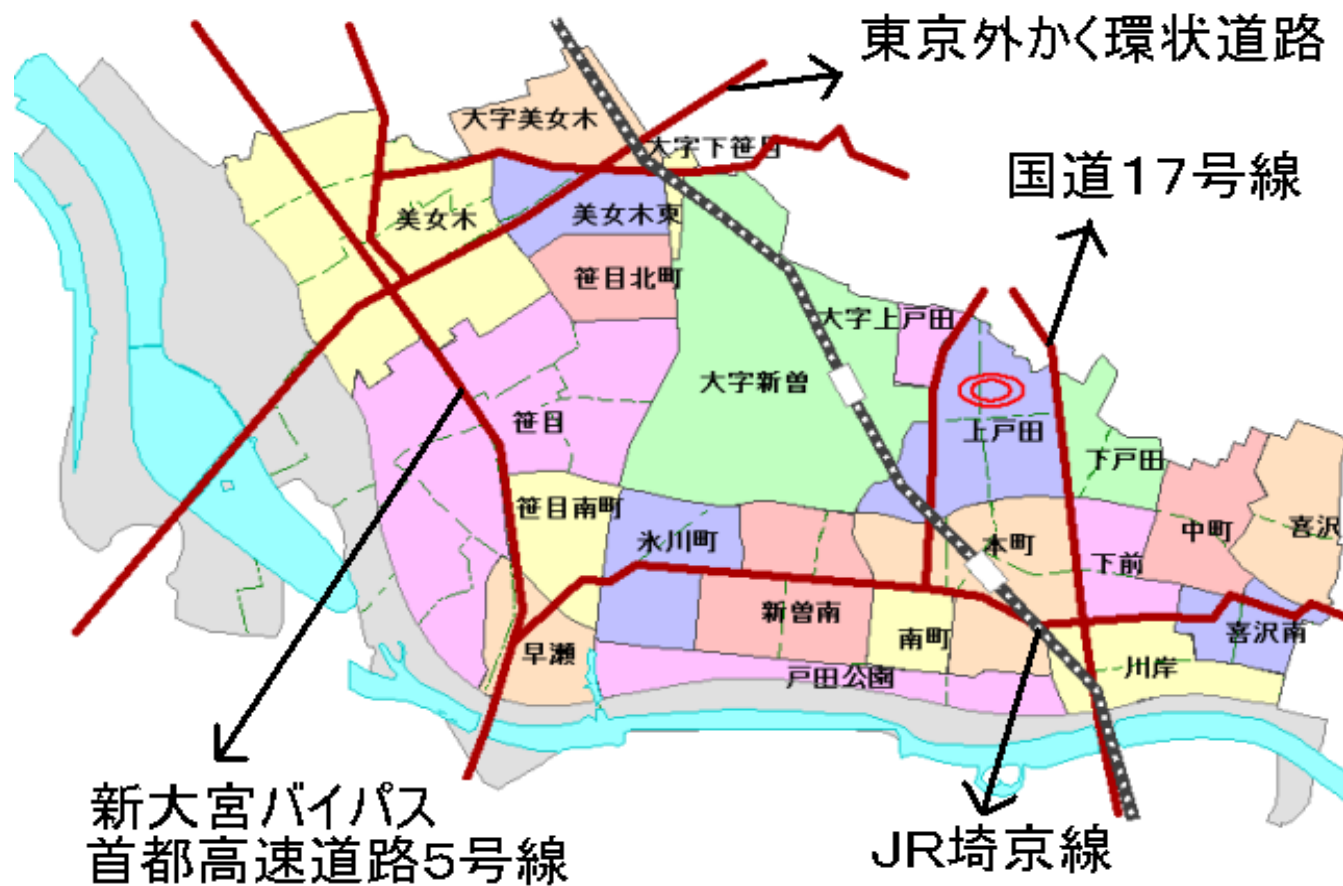 東京外かく環状道路
大字美女木
大字下笹目
国道17号線
美女木
美女木東
笹目北町
大字上戸田
大字新曽
笹目
上戸田
下戸田
笹目南町
氷川町
本町
中町
喜沢
下前
新曽南
南町
喜沢南
早瀬
戸田公園
川岸
新大宮バイパス
首都高速道路5号線
JR埼京線